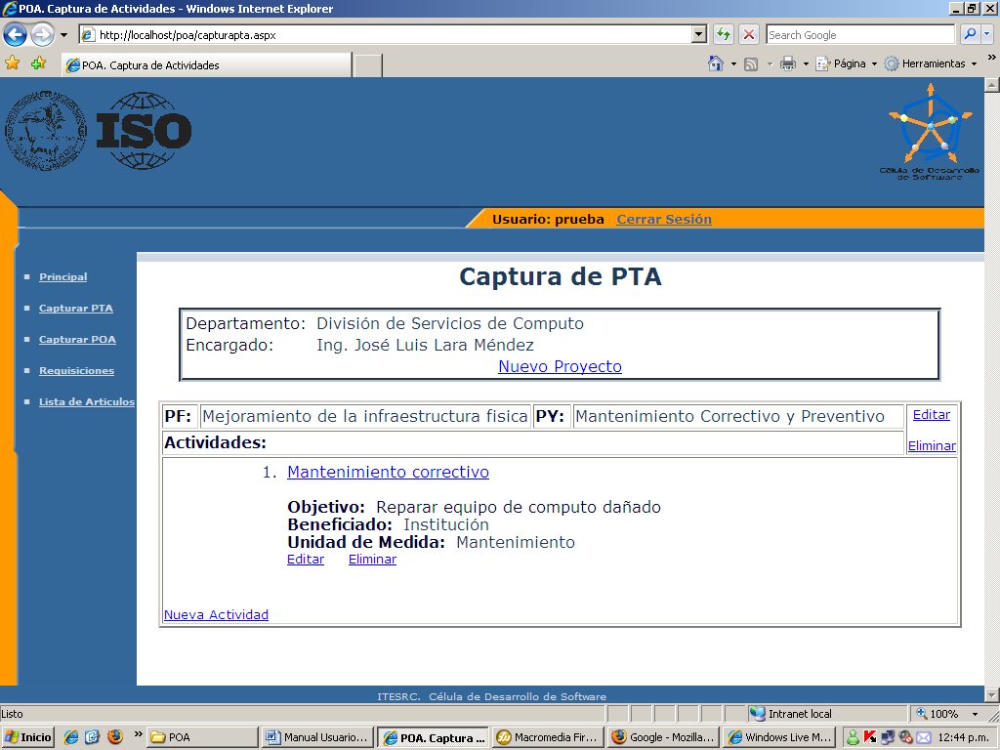 POA. Captura de Actividades - Windows Internet Explorer
http://localhost/poa/capturapta.aspx
Search Google
POA. Captura de Actividades
Página
Herramientas
»
ISO
Célula de Desarrollo
de Software
Usuario: prueba Cerrar Sesión
Principal
Capturar PTA
Capturar POA
Requisiciones
Lista de Articulos
Captura de PTA
Departamento: División de Servicios de Computo
Encargado: Ing. José Luis Lara Méndez
Nuevo Proyecto
PF: Mejoramiento de la infraestructura fisica PY: Mantenimiento Correctivo y Preventivo Editar
Eliminar
Actividades:
1. Mantenimiento correctivo
Objetivo: Reparar equipo de computo dañado
Beneficiado: Institución
Unidad de Medida: Mantenimiento
Editar Eliminar
Nueva Actividad
ITESRC. Célula de Desarrollo de Software
Listo
Intranet local
100%
Inicio
»
POA
Manual Usuario...
POA. Captura ...
Macromedia Fir...
Google - Mozilla...
Windows Live M...
12:44 p.m.